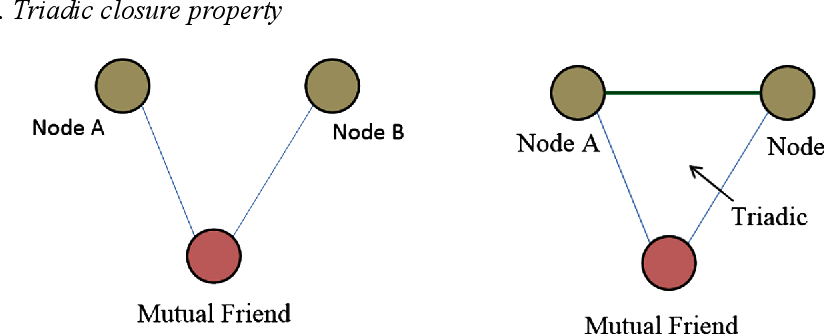 . Triadic closure property
Node A
Node B
Node A
Node
Triadic
Mutual Friend
Mutual Friend